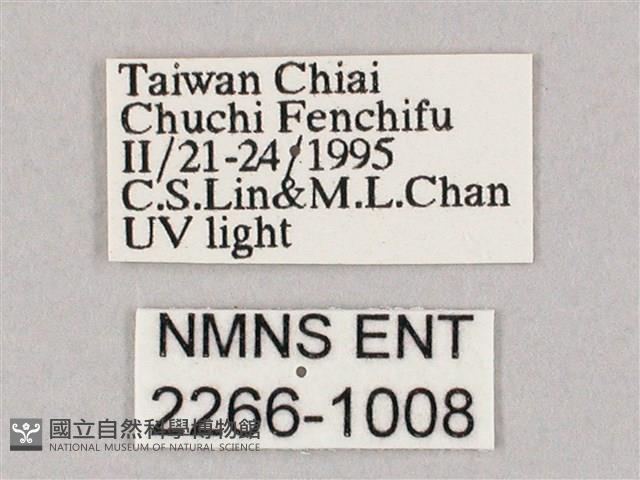 Taiwan Chiai
Chuchi Fenchifu
II/21-24/1995
C.S.Lin&M.L.Chan
UV light
NMNS ENT
2266-1008
國立自然科學博物館
NATIONAL MUSEUM OF NATURAL SCIENCE